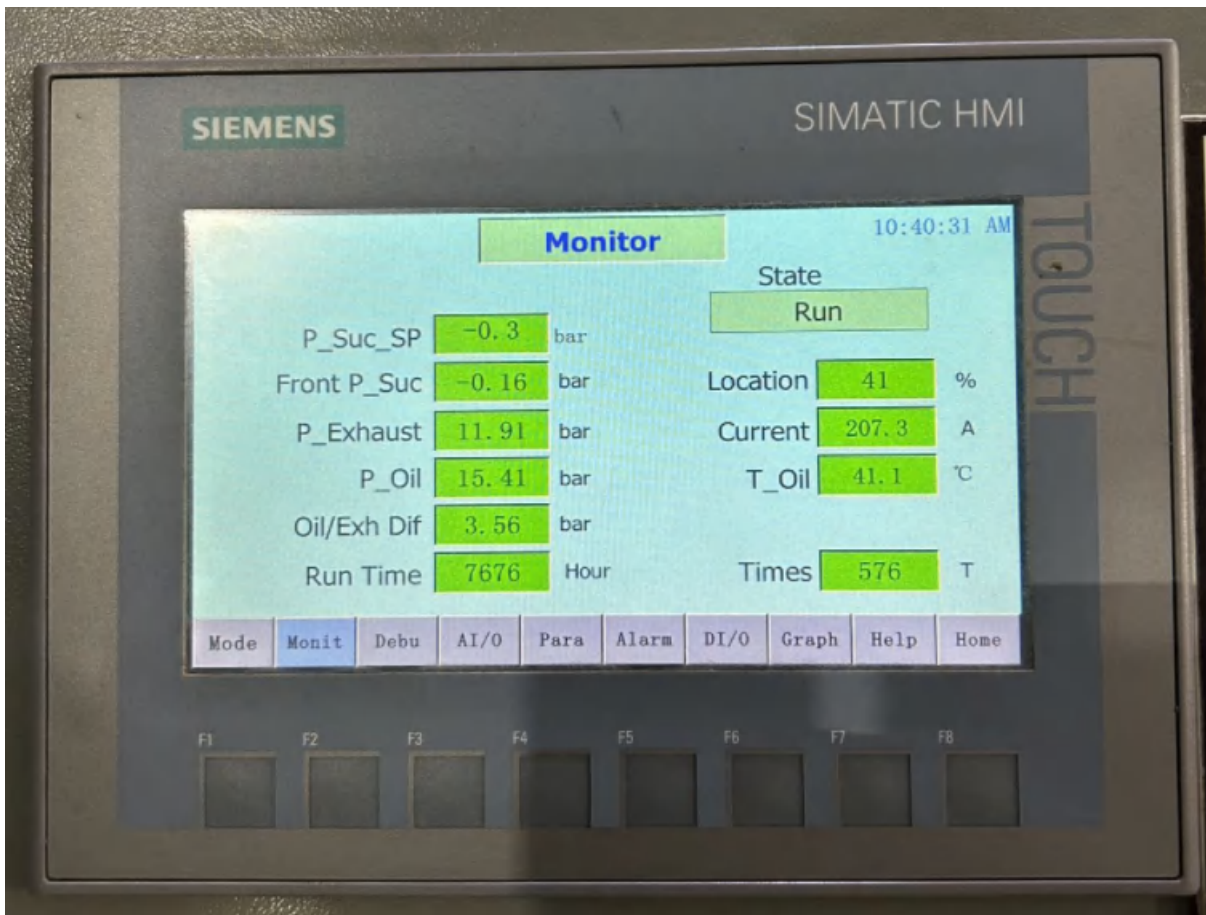 SIEMENS
SIMATIC HMI
TOUCH
Monitor
10:40:31 AM
State
Run
P_Suc_SP -0.3 bar
Front P_Suc -0.16 bar
Location 41 %
P_Exhaust 11.91 bar
Current 207.3 A
P_Oil 15.41 bar
T_Oil 41.1 ℃
Oil/Exh Dif 3.56 bar
Run Time 7676 Hour
Times 576 T
Mode Monit Debu AI/O Para Alarm DI/O Graph Help Home
F1 F2 F3 F4 F5 F6 F7 F8